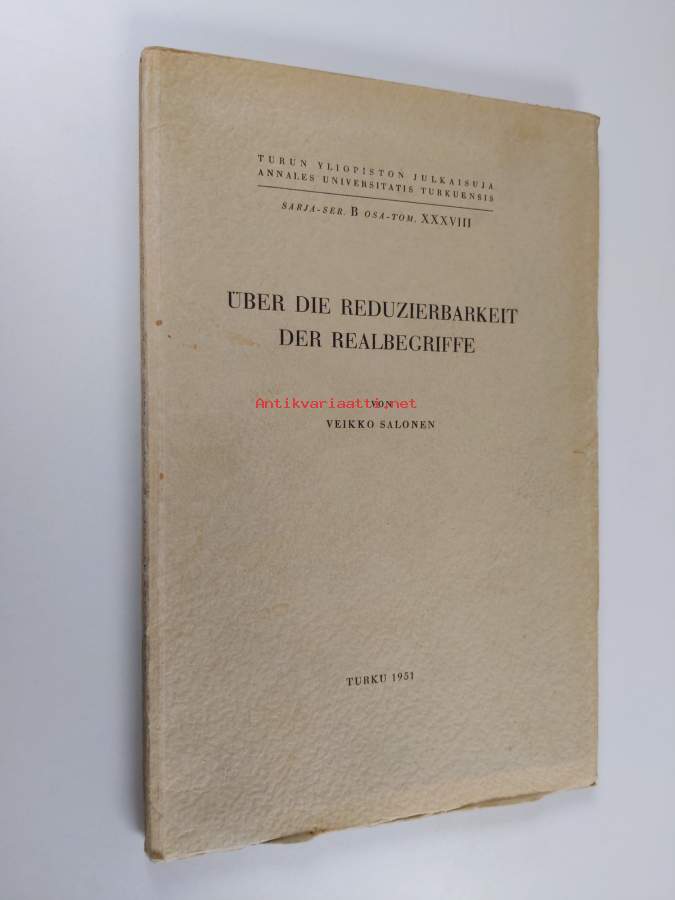 TURUN YLIOPISTON JULKAISUJA
ANNALES UNIVERSITATIS TURKUENSIS
SARJA-SER. B OSA-TOM. XXXVIII
ÜBER DIE REDUZIERBARKEIT
DER REALBEGRIFFE
Antikvariaatti.net
VON
VEIKKO SALONEN
TURKU 1951